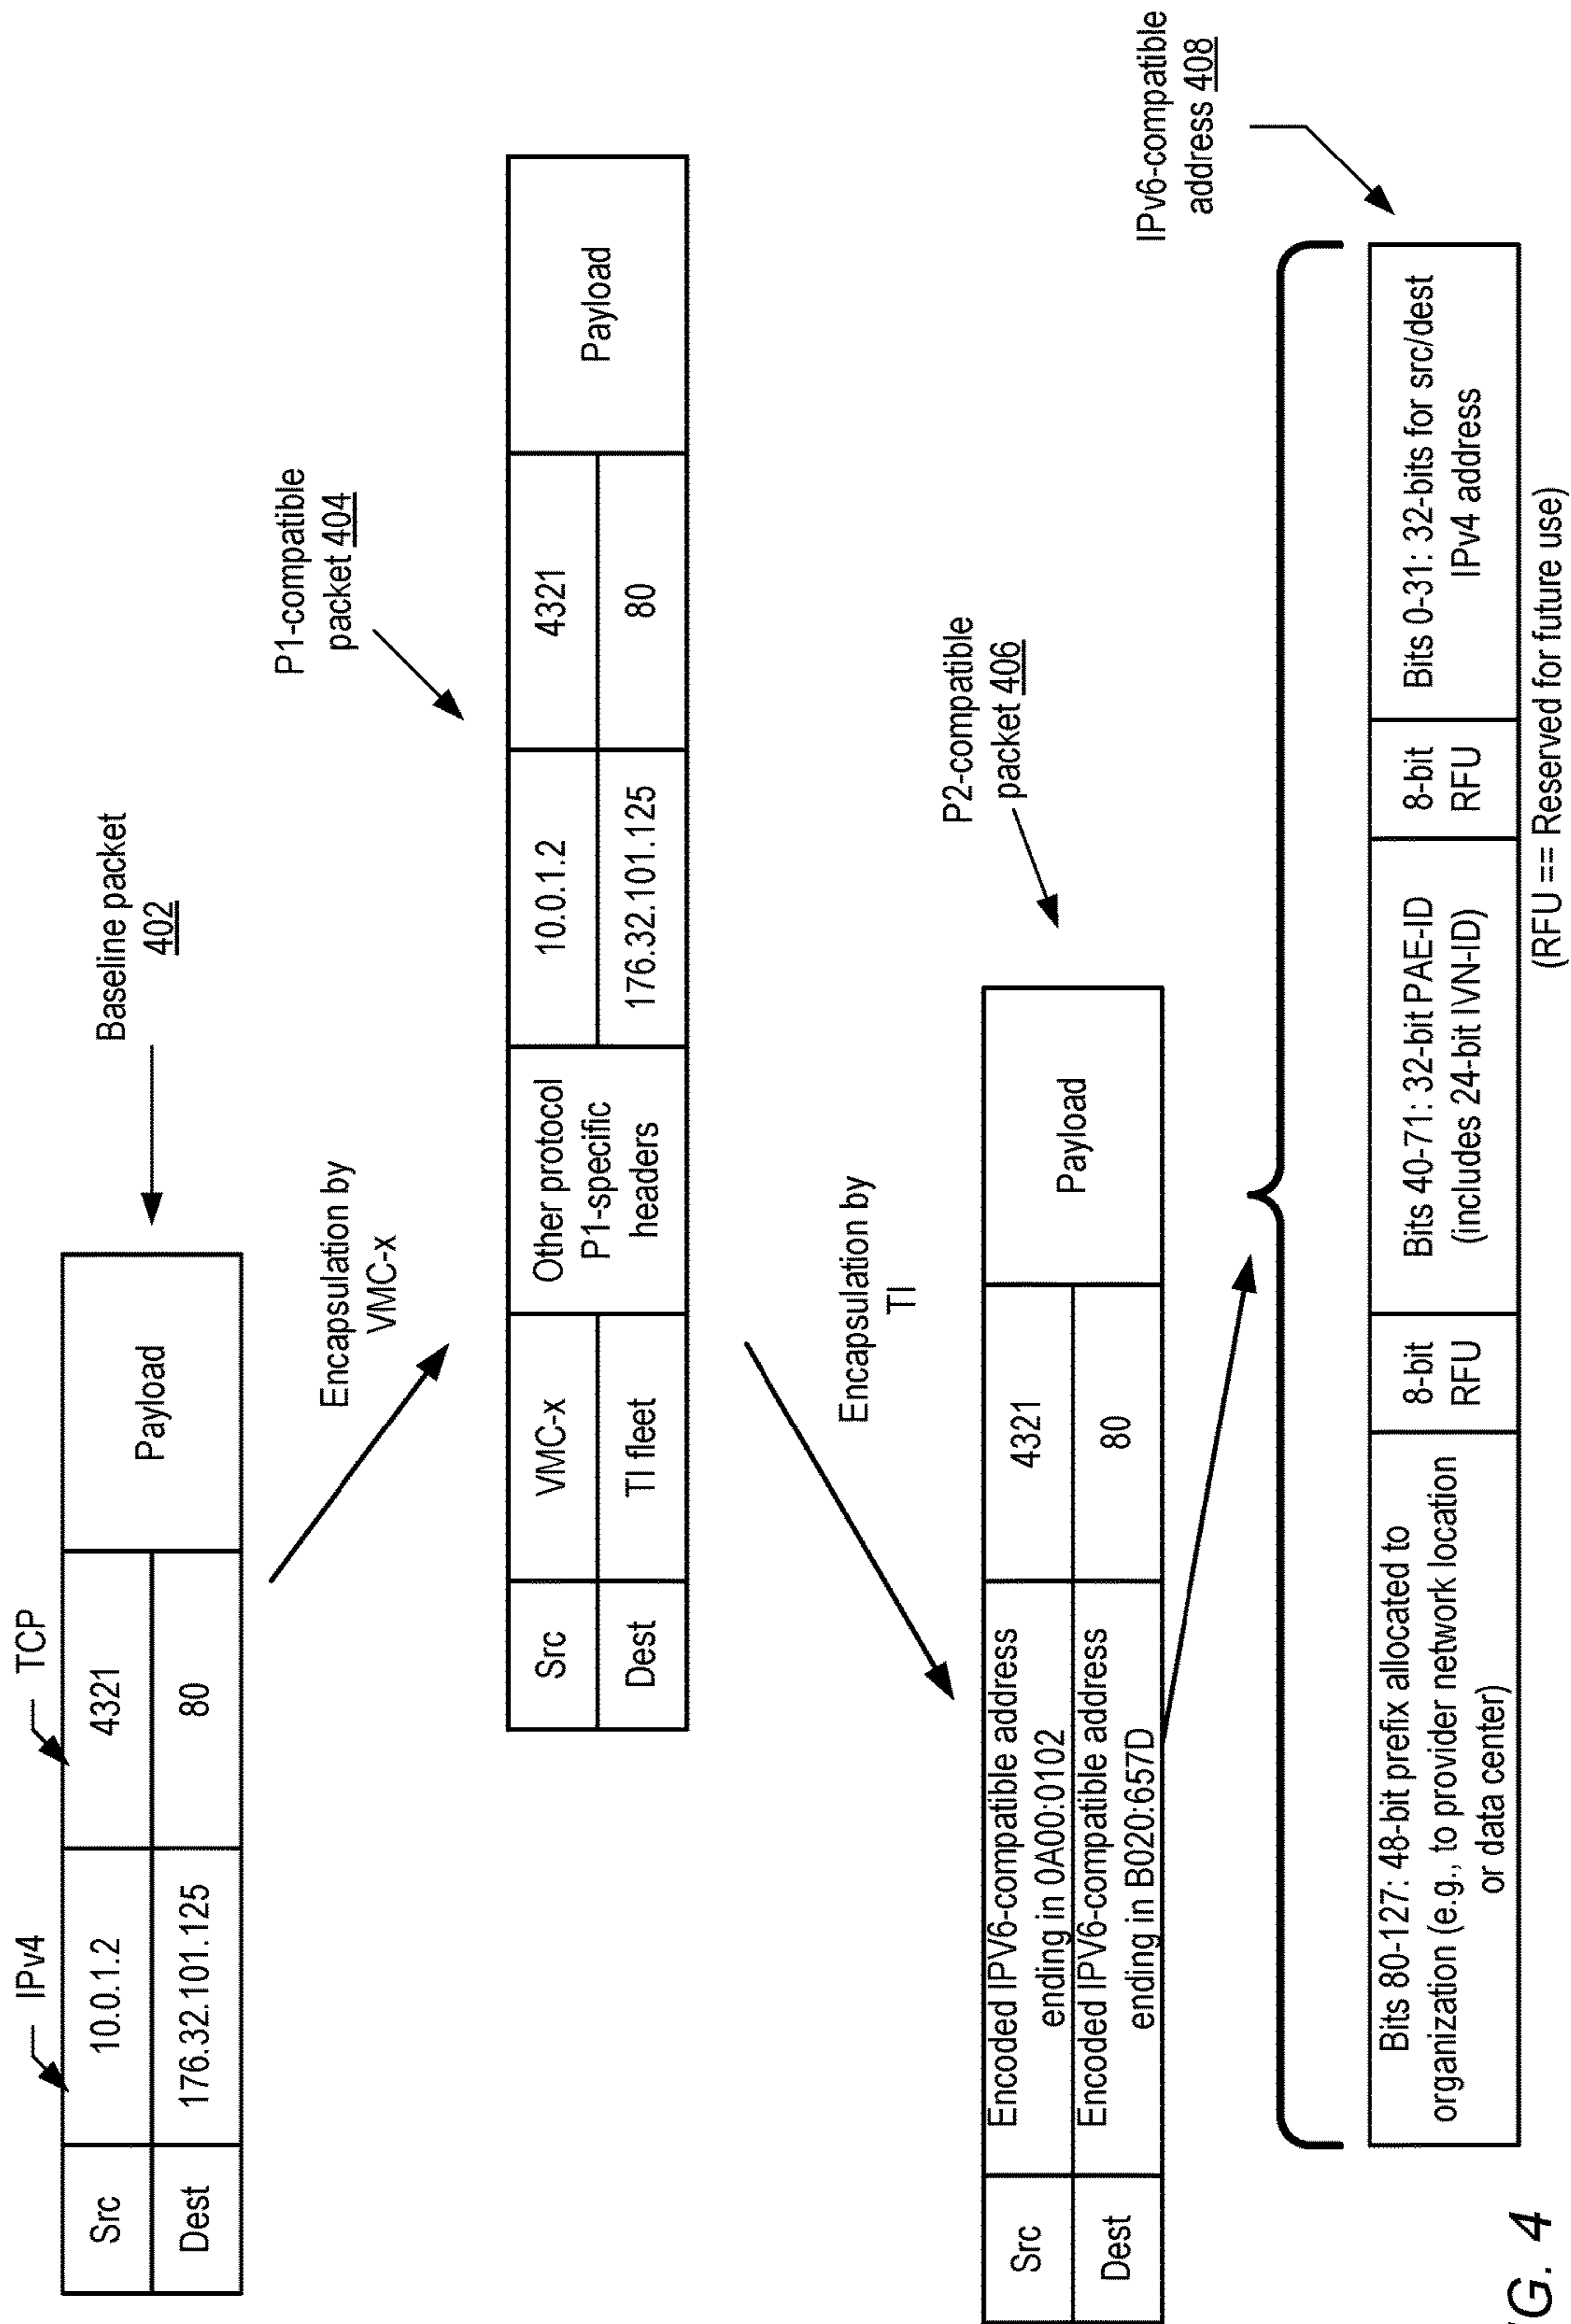 IPv4
TCP
Src
10.0.1.2
4321
Payload
Dest
176.32.101.125
80
Baseline packet
402
Encapsulation by
VMC-x
P1-compatible
packet 404
Src
VMC-x
Other protocol
P1-specific
headers
10.0.1.2
4321
Payload
Dest
TI fleet
176.32.101.125
80
Encapsulation by
TI
P2-compatible
packet 406
Src
Encoded IPV6-compatible address
ending in 0A00:0102
4321
Payload
Dest
Encoded IPV6-compatible address
ending in B020:657D
80
IPv6-compatible
address 408
Bits 80-127: 48-bit prefix allocated to
organization (e.g., to provider network location
or data center)
8-bit
RFU
Bits 40-71: 32-bit PAE-ID
(includes 24-bit IVN-ID)
8-bit
RFU
Bits 0-31: 32-bits for src/dest
IPv4 address
(RFU == Reserved for future use)
G. 4